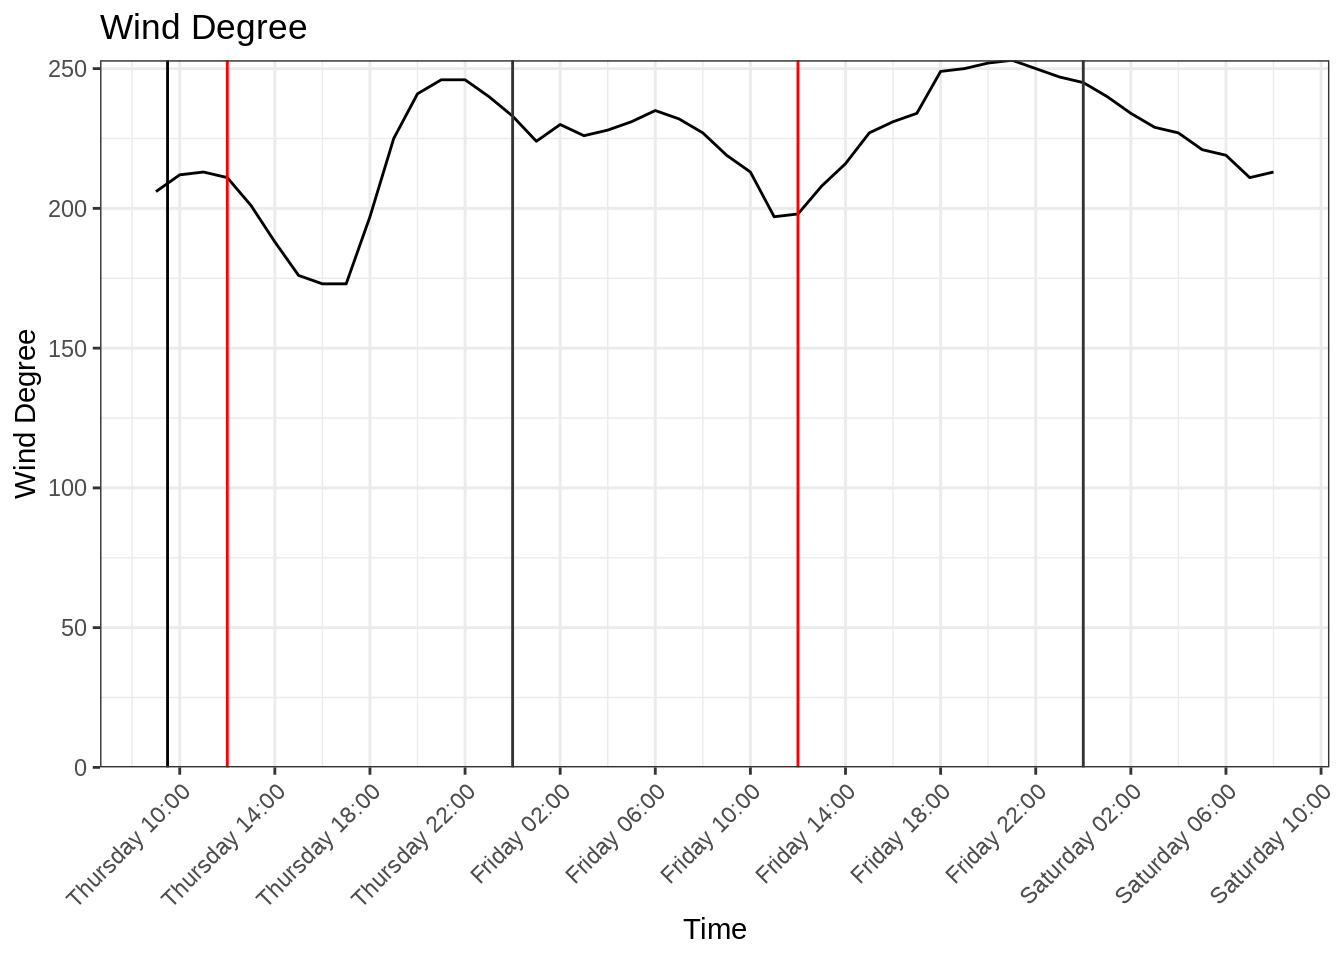 Wind Degree
Wind Degree
250
200
150
100
50
0
Thursday 10:00
Thursday 14:00
Thursday 18:00
Thursday 22:00
Friday 02:00
Friday 06:00
Friday 10:00
Friday 14:00
Friday 18:00
Friday 22:00
Saturday 02:00
Saturday 06:00
Saturday 10:00
Time